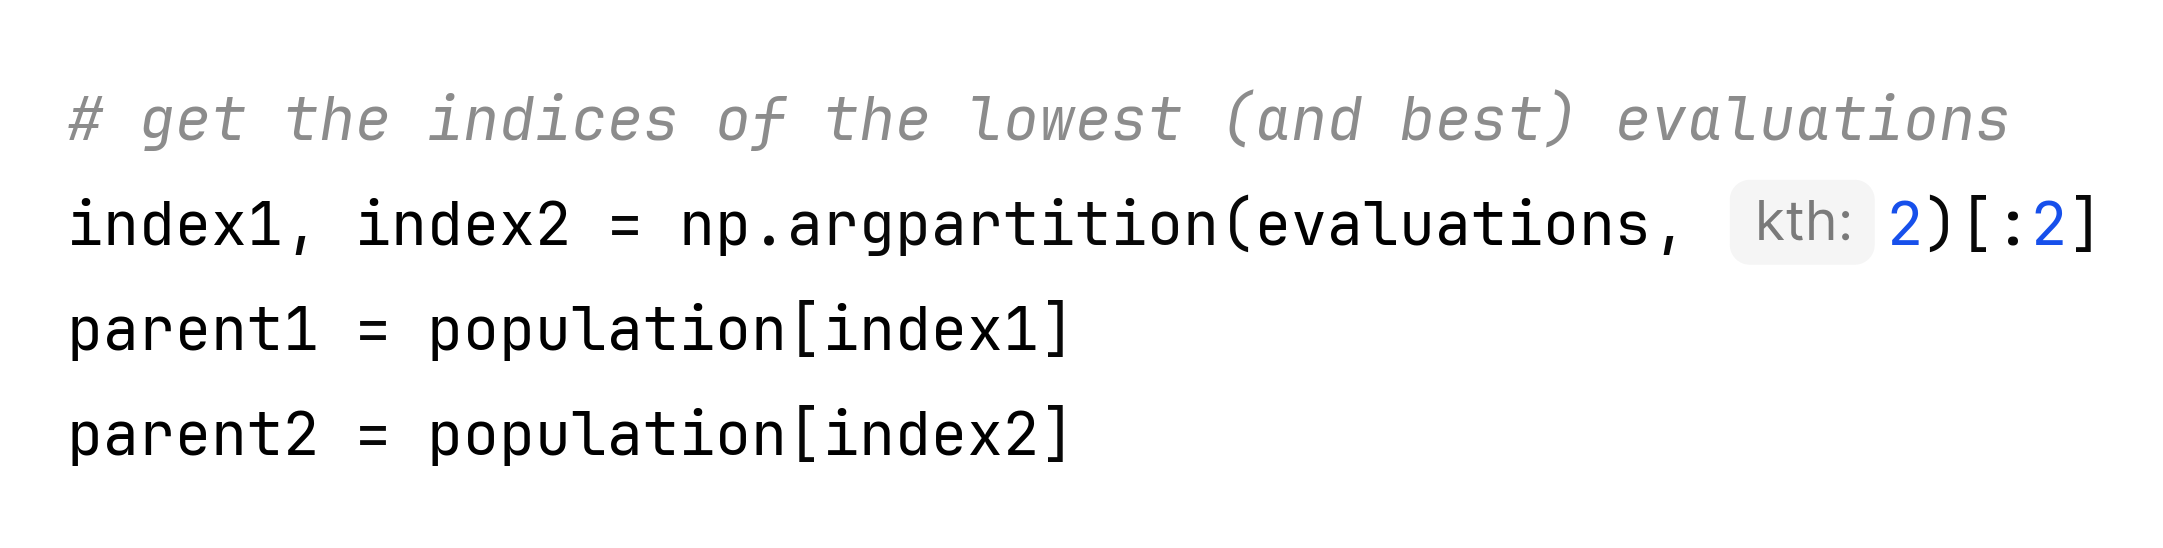 # get the indices of the lowest (and best) evaluations
index1, index2 = np.argpartition(evaluations, kth: 2)[:2]
parent1 = population[index1]
parent2 = population[index2]